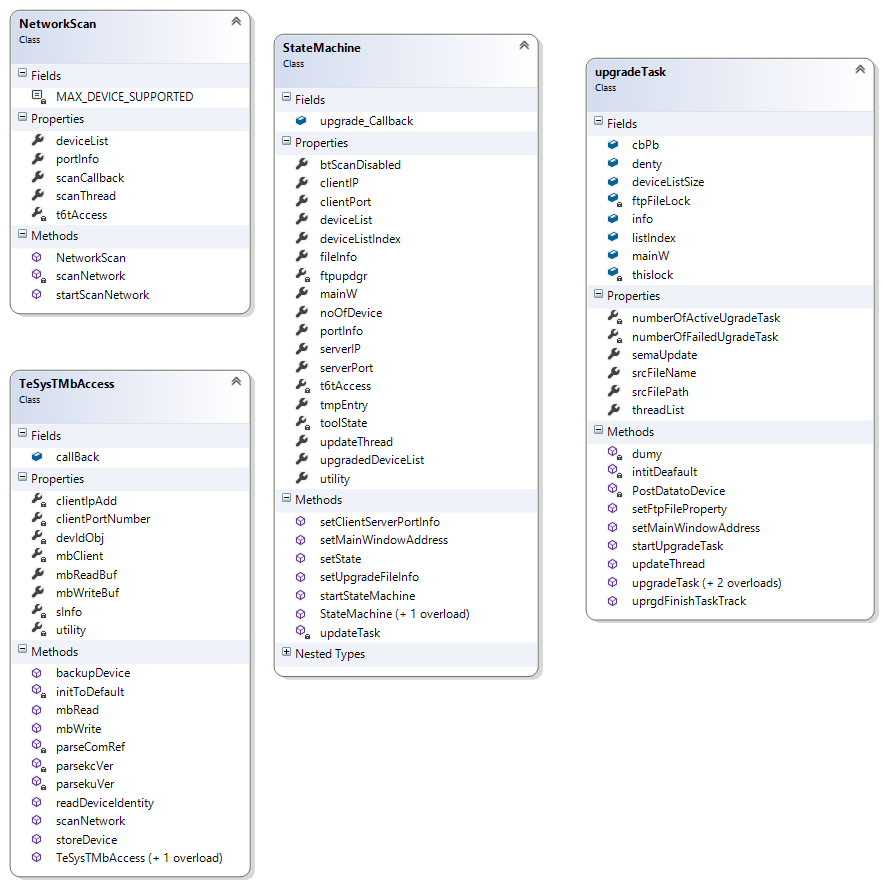 NetworkScan
Class
Fields
MAX_DEVICE_SUPPORTED
Properties
deviceList
portInfo
scanCallback
scanThread
t6tAccess
Methods
NetworkScan
scanNetwork
startScanNetwork
TeSysTMbAccess
Class
Fields
callBack
Properties
clientIpAdd
clientPortNumber
devIdObj
mbClient
mbReadBuf
mbWriteBuf
sInfo
utility
Methods
backupDevice
initToDefault
mbRead
mbWrite
parseComRef
parsekcVer
parsekuVer
readDeviceIdentity
scanNetwork
storeDevice
TeSysTMbAccess (+ 1 overload)
StateMachine
Class
Fields
upgrade_Callback
Properties
btScanDisabled
clientIP
clientPort
deviceList
deviceListIndex
fileInfo
ftpupdgr
mainW
noOfDevice
portInfo
serverIP
serverPort
t6tAccess
tmpEntry
toolState
updateThread
upgradedDeviceList
utility
Methods
setClientServerPortInfo
setMainWindowAddress
setState
setUpgradeFileInfo
startStateMachine
StateMachine (+ 1 overload)
updateTask
Nested Types
upgradeTask
Class
Fields
cbPb
denty
deviceListSize
ftpFileLock
info
listIndex
mainW
thislock
Properties
numberOfActiveUgradeTask
numberOfFailedUgradeTask
semaUpdate
srcFileName
srcFilePath
threadList
Methods
dumy
intitDeafault
PostDatatoDevice
setFtpFileProperty
setMainWindowAddress
startUpgradeTask
updateThread
upgradeTask (+ 2 overloads)
uprgdFinishTaskTrack